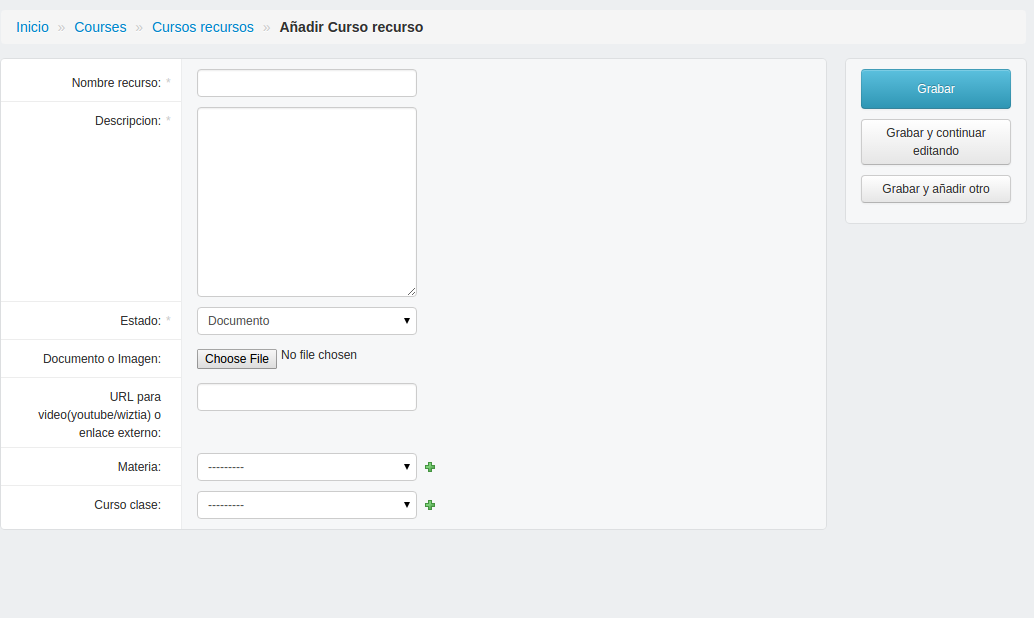 Inicio » Courses » Cursos recursos » Añadir Curso recurso
Nombre recurso: *
Descripcion: *
Estado: * Documento
Documento o Imagen: Choose File No file chosen
URL para
video(youtube/wiztia) o
enlace externo:
Materia: ---------
Curso clase: ---------
Grabar
Grabar y continuar
editando
Grabar y añadir otro